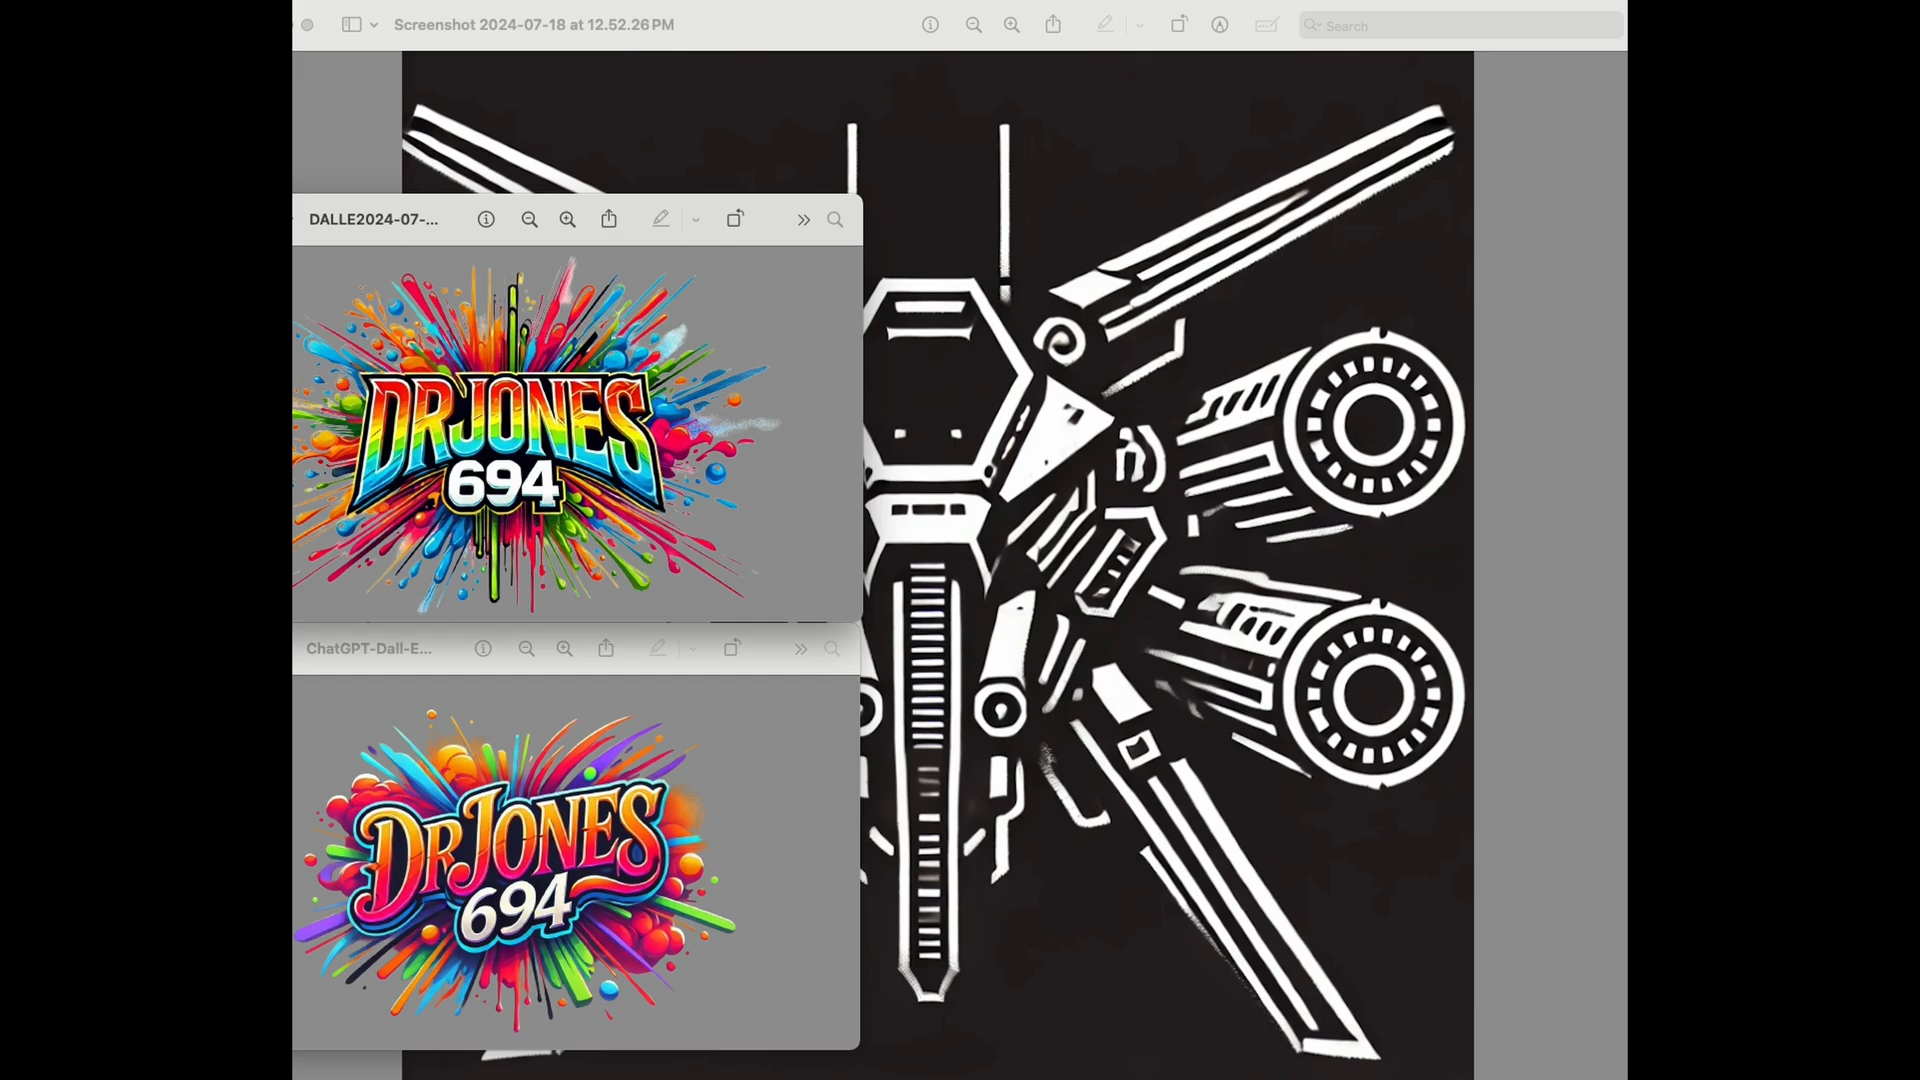 Screenshot 2024-07-18 at 12.52.26 PM
Search
DALLE2024-07-...
DRJONES
694
ChatGPT-Dall-E...
DRJONES
694